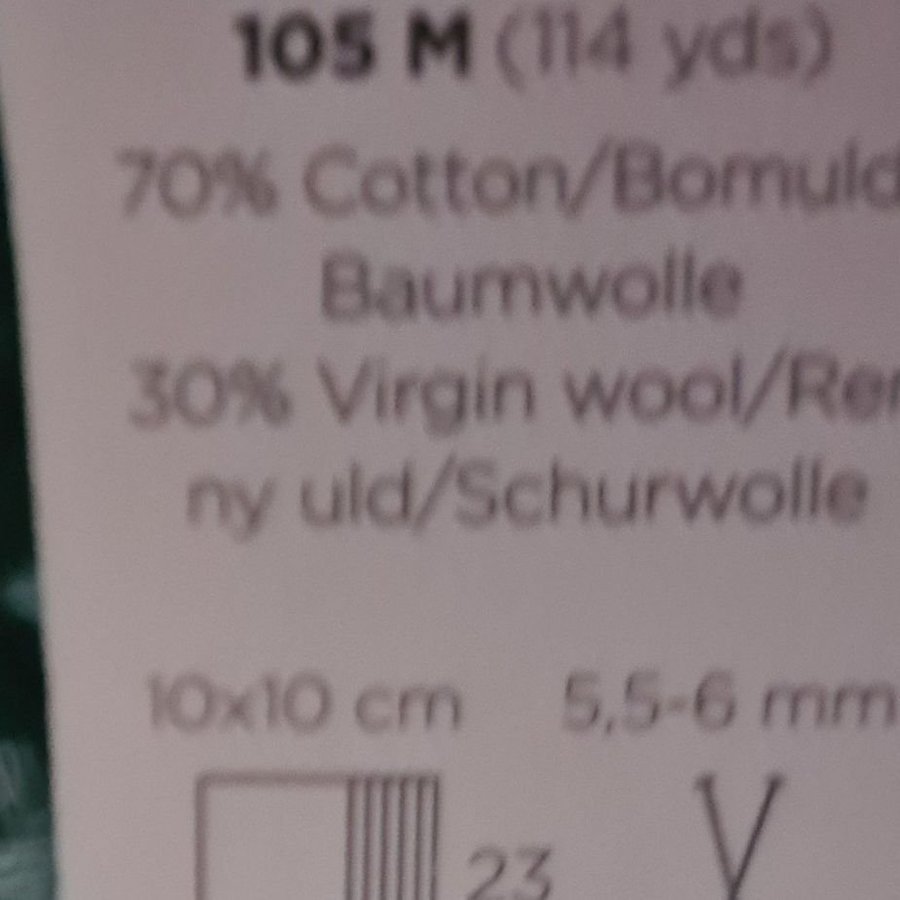 105 M (114 yds)
70% Cotton/Bomuld
Baumwolle
30% Virgin wool/Ren
ny uld/Schurwolle
10x10 cm 5,5-6 mm
23